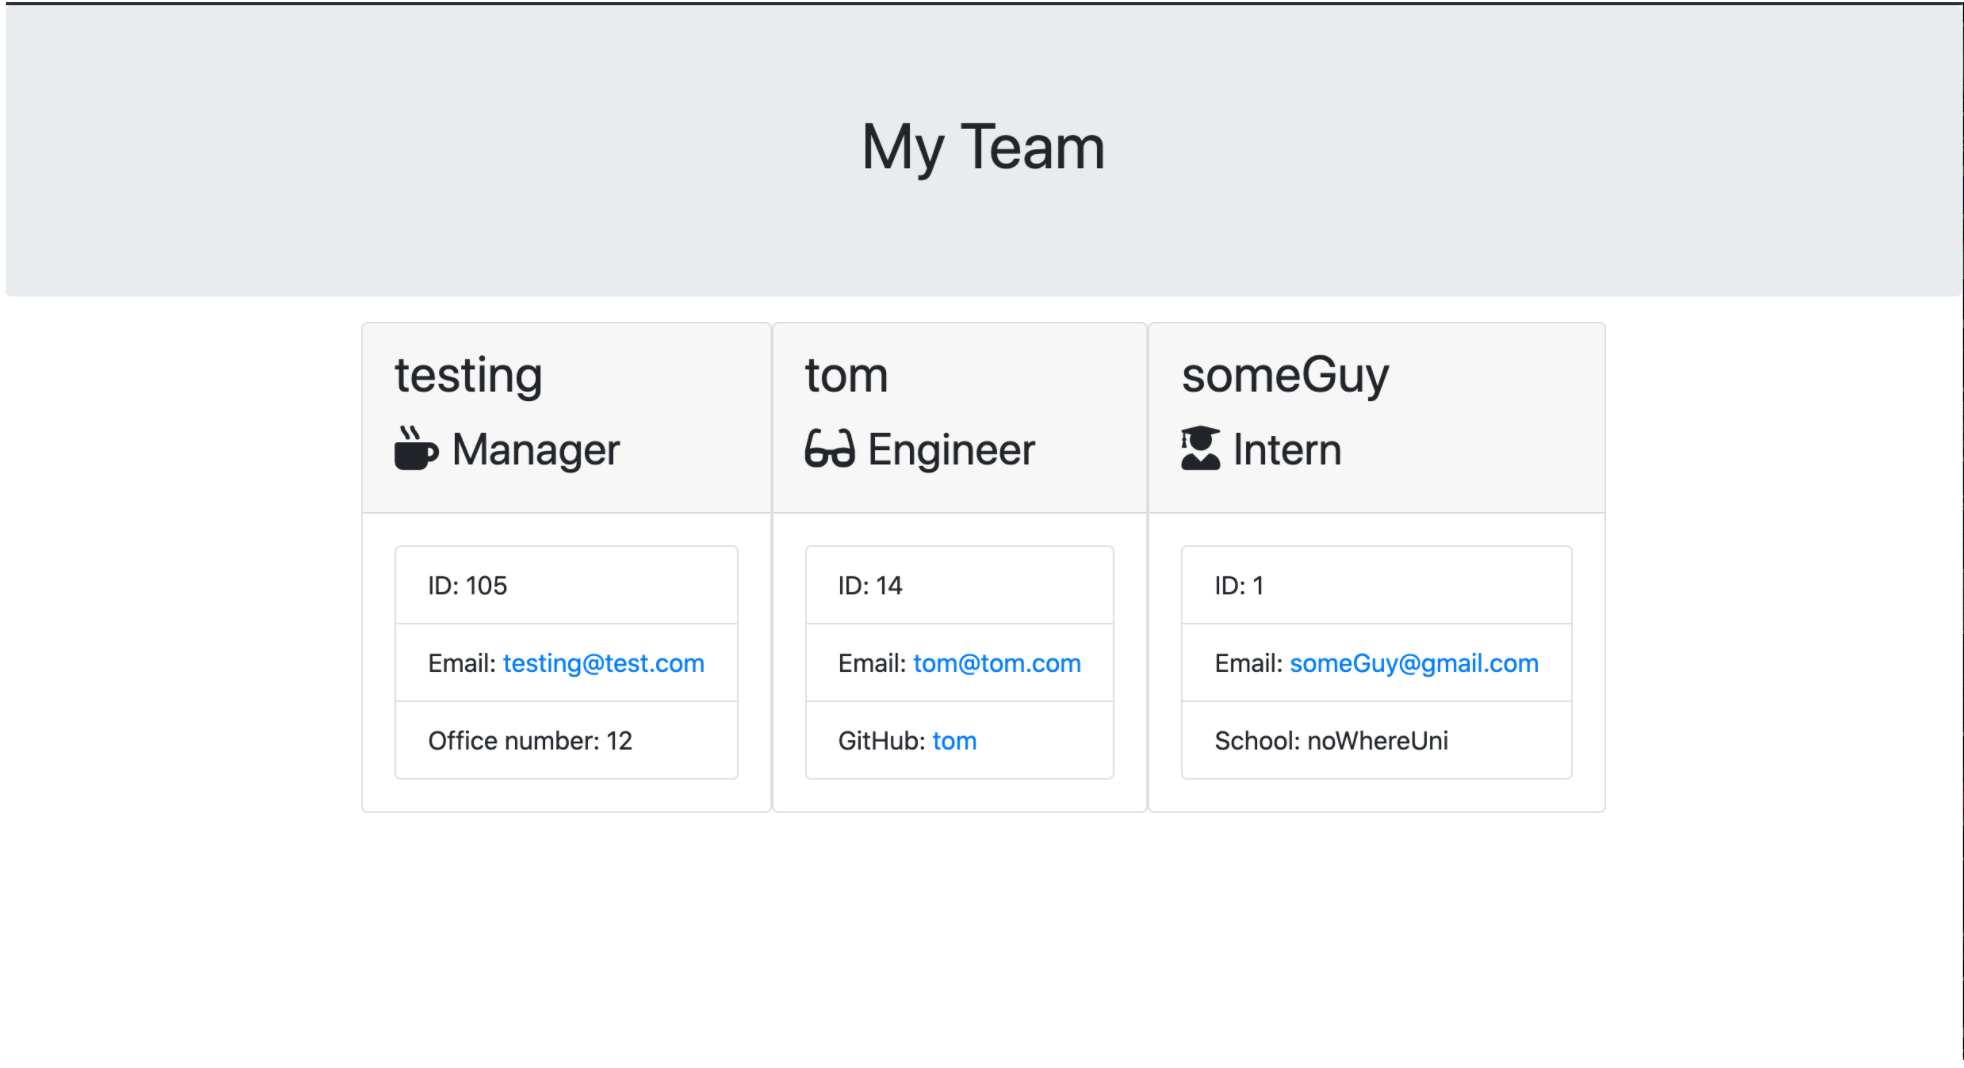 My Team
testing
Manager
ID: 105
Email: testing@test.com
Office number: 12
tom
Engineer
ID: 14
Email: tom@tom.com
GitHub: tom
someGuy
Intern
ID: 1
Email: someGuy@gmail.com
School: noWhereUni